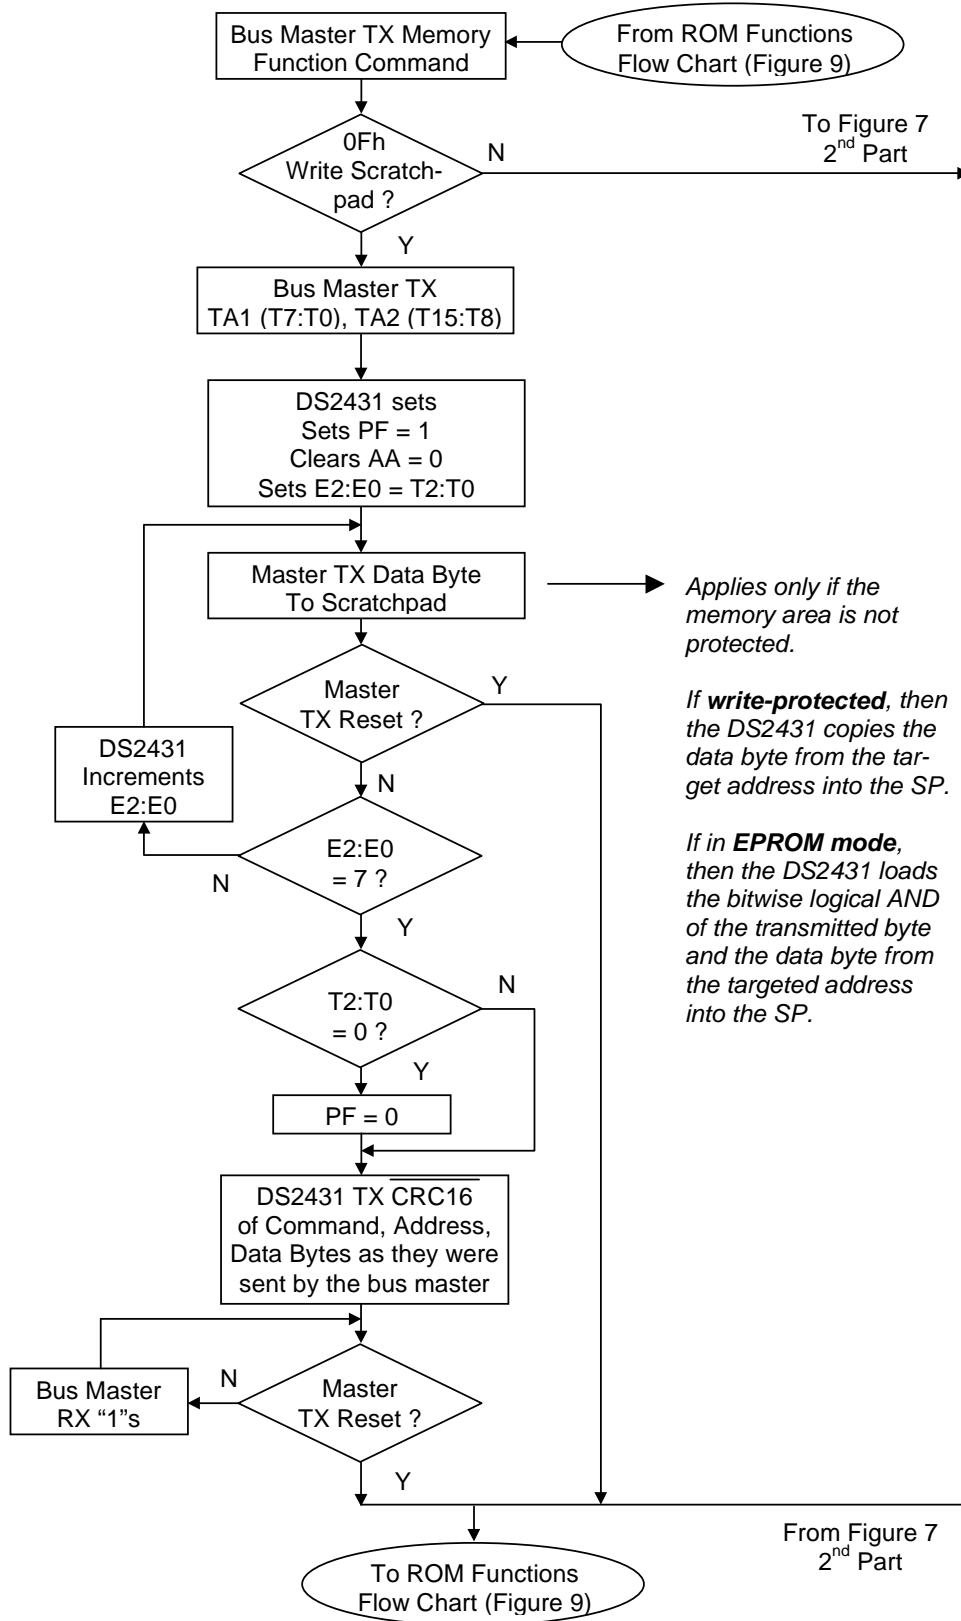 Bus Master TX Memory
Function Command
From ROM Functions
Flow Chart (Figure 9)
0Fh
Write Scratch-
pad ?
N
To Figure 7
2nd Part
Y
Bus Master TX
TA1 (T7:T0), TA2 (T15:T8)
DS2431 sets
Sets PF = 1
Clears AA = 0
Sets E2:E0 = T2:T0
Master TX Data Byte
To Scratchpad
Applies only if the
memory area is not
protected.
If write-protected, then
the DS2431 copies the
data byte from the tar-
get address into the SP.
If in EPROM mode,
then the DS2431 loads
the bitwise logical AND
of the transmitted byte
and the data byte from
the targeted address
into the SP.
Master
TX Reset ?
Y
N
DS2431
Increments
E2:E0
E2:E0
= 7 ?
N
Y
T2:T0
= 0 ?
N
Y
PF = 0
DS2431 TX CRC16
of Command, Address,
Data Bytes as they were
sent by the bus master
Master
TX Reset ?
N
Bus Master
RX “1”s
Y
From Figure 7
2nd Part
To ROM Functions
Flow Chart (Figure 9)